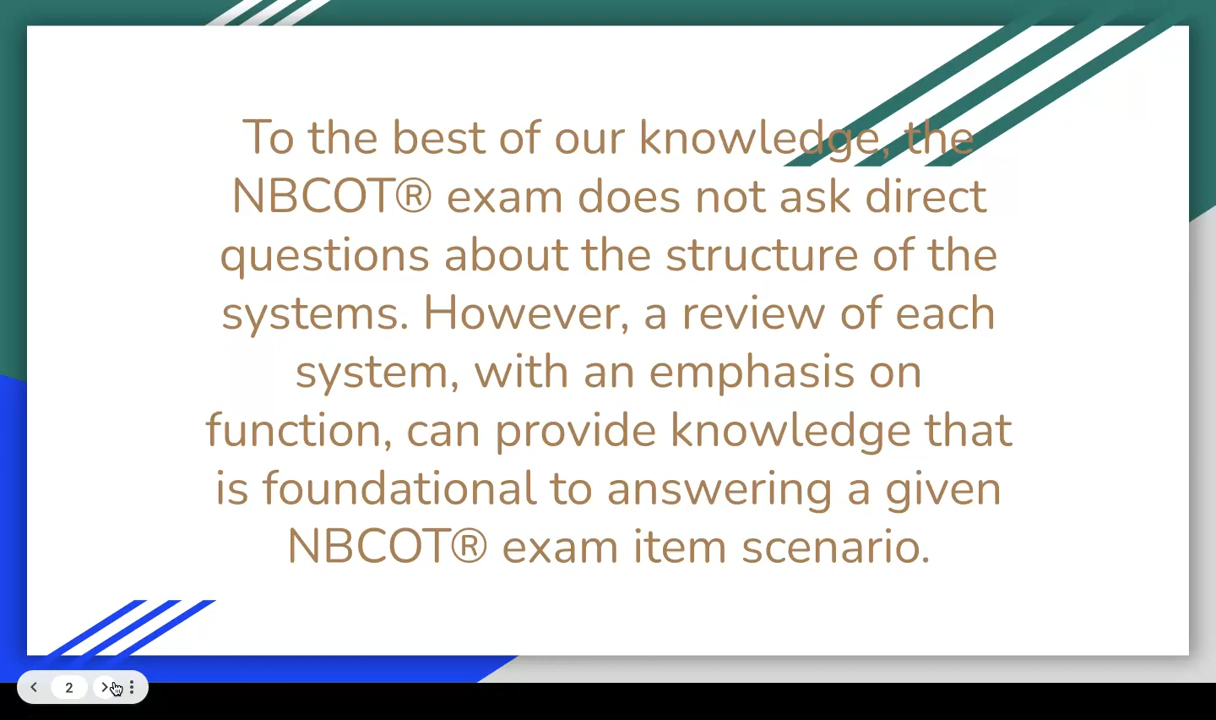 To the best of our knowledge, the
NBCOT® exam does not ask direct
questions about the structure of the
systems. However, a review of each
system, with an emphasis on
function, can provide knowledge that
is foundational to answering a given
NBCOT® exam item scenario.
2